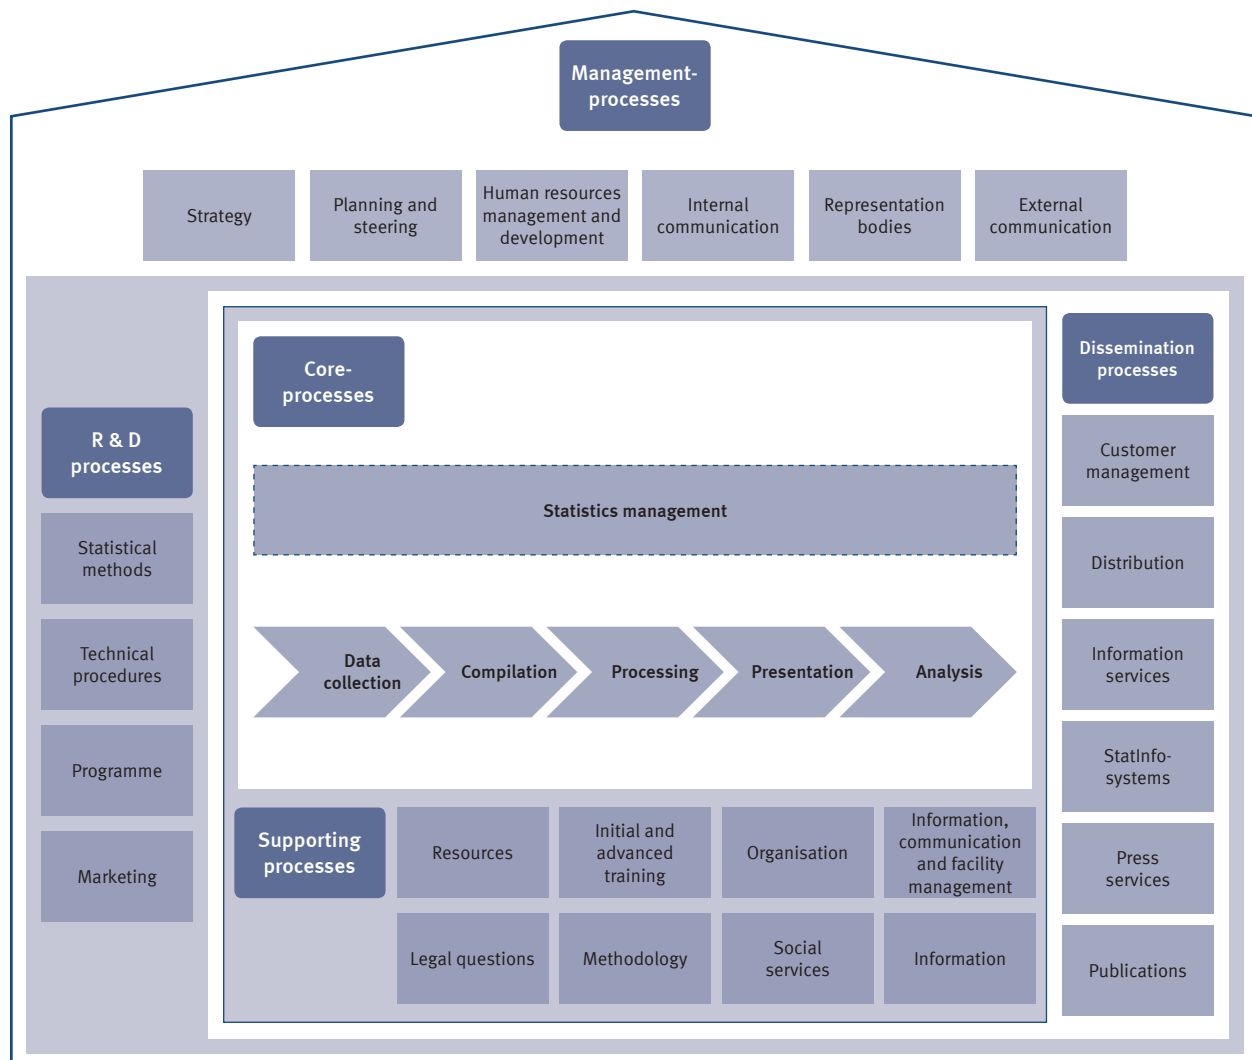 Management-
processes
Strategy
Planning and
steering
Human resources
management and
development
Internal
communication
Representation
bodies
External
communication
R & D
processes
Statistical
methods
Technical
procedures
Programme
Marketing
Core-
processes
Statistics management
Data
collection
Compilation
Processing
Presentation
Analysis
Supporting
processes
Resources
Initial and
advanced
training
Organisation
Information,
communication
and facility
management
Legal questions
Methodology
Social
services
Information
Dissemination
processes
Customer
management
Distribution
Information
services
StatInfo-
systems
Press
services
Publications